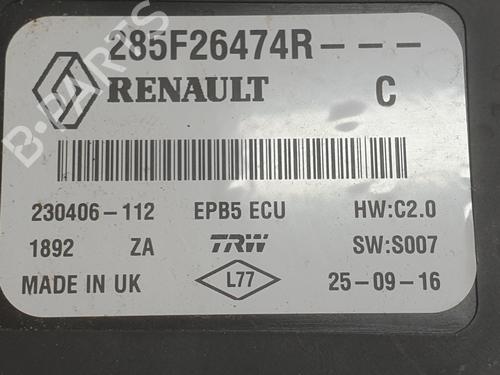 285F26474R---
RENAULT C
230406-112 EPB5 ECU HW:C2.0
1892 ZA TRW SW:S007
MADE IN UK L77 25-09-16
B-PARTS